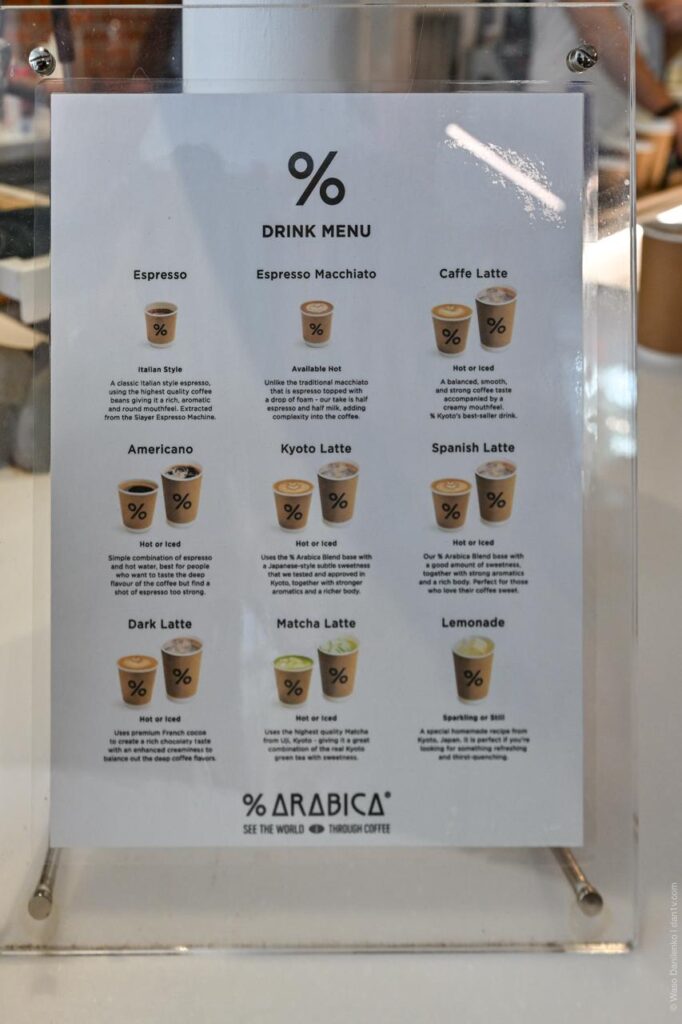 %
DRINK MENU
Espresso
%
Italian Style
A classic Italian style espresso,
using the highest quality coffee
beans giving it a rich, aromatic
and round mouthfeel. Extracted
from the Slayer Espresso Machine.
Espresso Macchiato
%
Available Hot
Unlike the traditional macchiato
that is espresso topped with
a drop of foam - our take is half
espresso and half milk, adding
complexity into the coffee.
Caffe Latte
% %
Hot or Iced
A balanced, smooth,
and strong coffee taste
accompanied by a
creamy mouthfeel.
% Kyoto's best-seller drink.
Americano
% %
Hot or Iced
Simple combination of espresso
and hot water, best for people
who want to taste the deep
flavour of the coffee but find a
shot of espresso too strong.
Kyoto Latte
% %
Hot or Iced
Uses the % Arabica Blend base with
a Japanese-style subtle sweetness
that we tested and approved in
Kyoto, together with stronger
aromatics and a richer body.
Spanish Latte
% %
Hot or Iced
Our % Arabica Blend base with
a good amount of sweetness,
together with strong aromatics
and a rich body. Perfect for those
who love their coffee sweet.
Dark Latte
% %
Hot or Iced
Uses premium French cocoa
to create a rich chocolaty taste
with an enhanced creaminess to
balance out the deep coffee flavors.
Matcha Latte
% %
Hot or Iced
Uses the highest quality Matcha
from Uji, Kyoto - giving it a great
combination of the real Kyoto
green tea with sweetness.
Lemonade
%
Sparkling or Still
A special homemade recipe from
Kyoto, Japan. It is perfect if you're
looking for something refreshing
and thirst-quenching.
% ARABICA®
SEE THE WORLD THROUGH COFFEE
© Waso Danilenko | dan1v.com